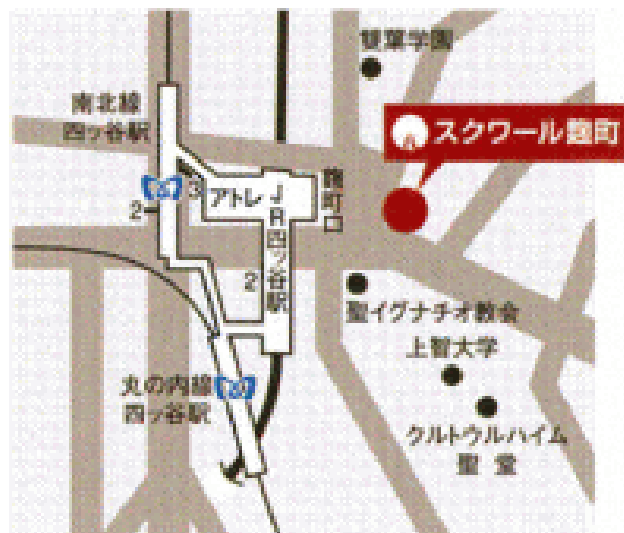 雙葉学園
南北線
四ッ谷駅
スクワール麹町
3
アトレ
JR四ッ谷駅
麹町口
2
2
聖イグナチオ教会
上智大学
丸の内線
四ッ谷駅
クルトウルハイム
聖堂